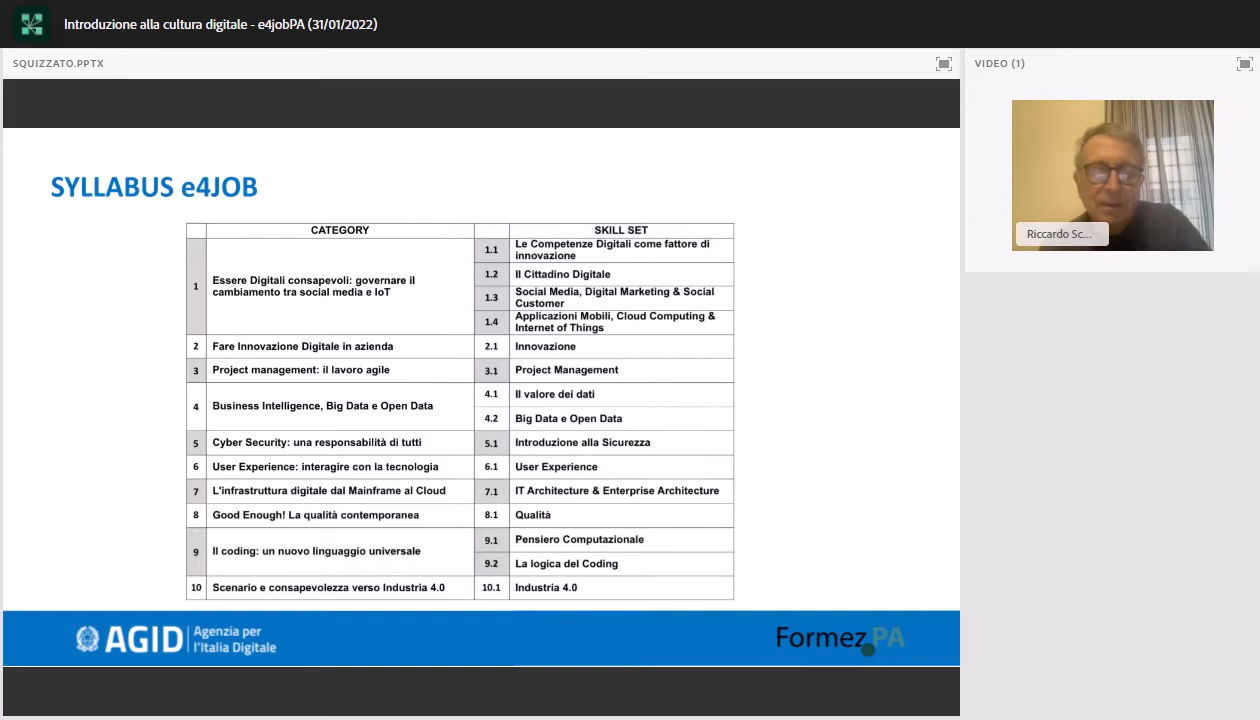 Introduzione alla cultura digitale - e4jobPA (31/01/2022)
SQUIZZATO.PPTX
VIDEO (1)
Riccardo Sc...
SYLLABUS e4JOB
CATEGORY
SKILL SET
1
Essere Digitali consapevoli: governare il
cambiamento tra social media e IoT
1.1
Le Competenze Digitali come fattore di
innovazione
1.2
Il Cittadino Digitale
1.3
Social Media, Digital Marketing & Social
Customer
1.4
Applicazioni Mobili, Cloud Computing &
Internet of Things
2
Fare Innovazione Digitale in azienda
2.1
Innovazione
3
Project management: il lavoro agile
3.1
Project Management
4
Business Intelligence, Big Data e Open Data
4.1
Il valore dei dati
4.2
Big Data e Open Data
5
Cyber Security: una responsabilità di tutti
5.1
Introduzione alla Sicurezza
6
User Experience: interagire con la tecnologia
6.1
User Experience
7
L'infrastruttura digitale dal Mainframe al Cloud
7.1
IT Architecture & Enterprise Architecture
8
Good Enough! La qualità contemporanea
8.1
Qualità
9
Il coding: un nuovo linguaggio universale
9.1
Pensiero Computazionale
9.2
La logica del Coding
10
Scenario e consapevolezza verso Industria 4.0
10.1
Industria 4.0
AGID
Agenzia per
l'Italia Digitale
Formez PA